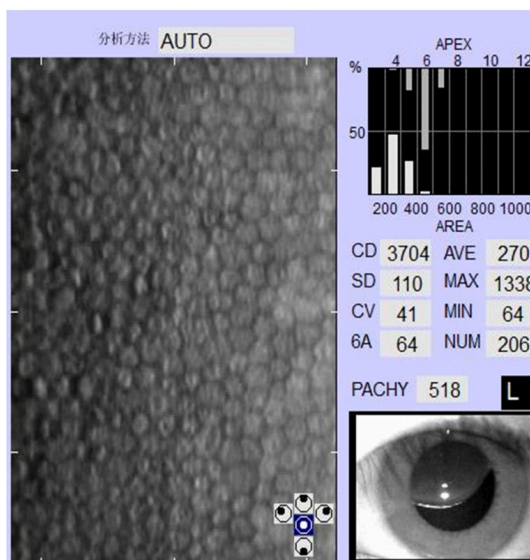 分析方法 AUTO
APEX
% 4 6 8 10 12
50
200 400 600 800 1000
AREA
CD 3704 AVE 270
SD 110 MAX 1338
CV 41 MIN 64
6A 64 NUM 206
PACHY 518 L